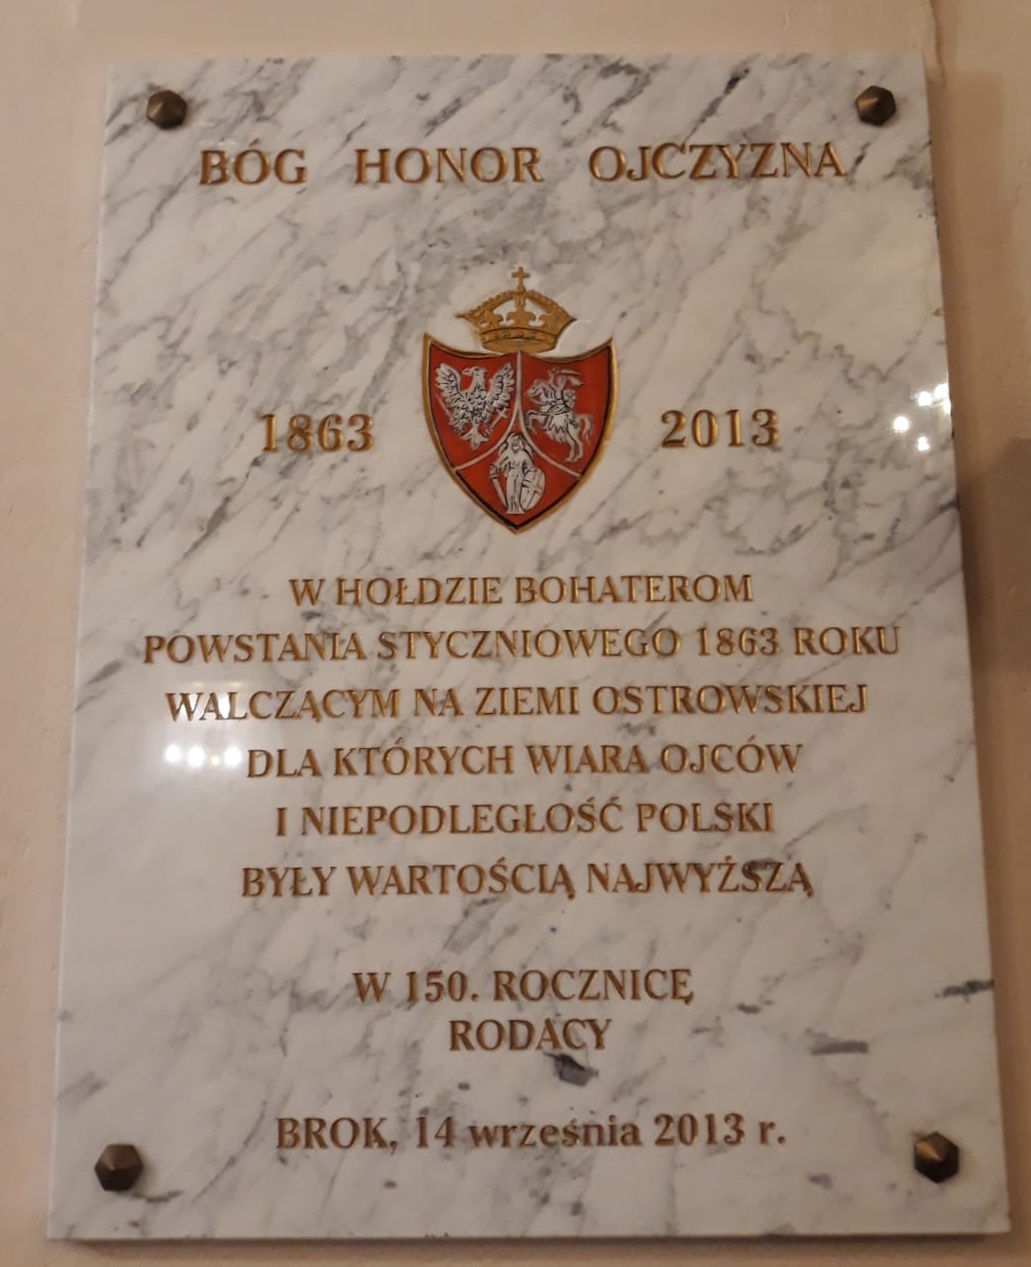 BÓG HONOR OJCZYZNA
1863 2013
W HOŁDZIE BOHATEROM
POWSTANIA STYCZNIOWEGO 1863 ROKU
WALCZĄCYM NA ZIEMI OSTROWSKIEJ
DLA KTÓRYCH WIARA OJCÓW
I NIEPODLEGŁOŚĆ POLSKI
BYŁY WARTOŚCIĄ NAJWYŻSZĄ
W 150. ROCZNICĘ
RODACY
BROK, 14 września 2013 r.